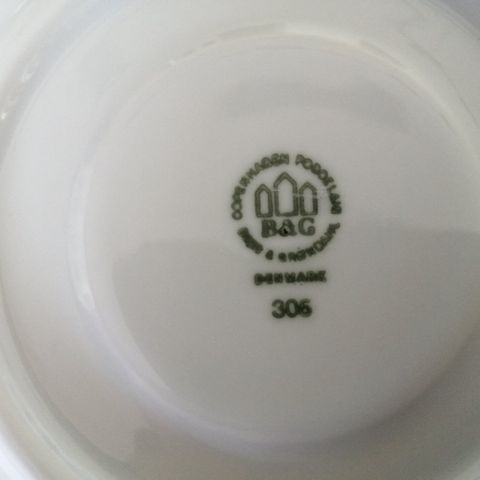 COPENHAGEN PORCELAIN
B&G
BING & GRØNDAHL
DENMARK
306